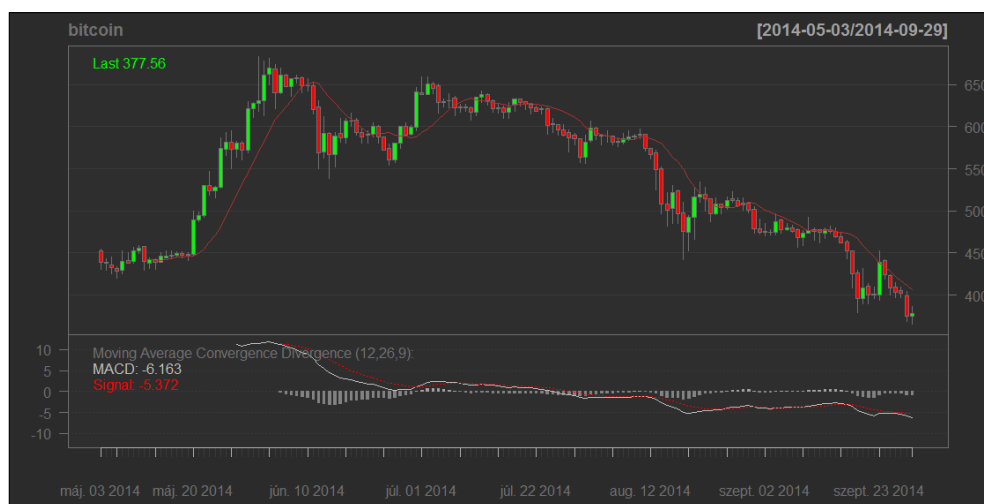 bitcoin [2014-05-03/2014-09-29]
Last 377.56
650
600
550
500
450
400
Moving Average Convergence Divergence (12,26,9):
MACD: -6.163
Signal: -5.372
10
5
0
-5
-10
máj. 03 2014 máj. 20 2014 jún. 10 2014 júl. 01 2014 júl. 22 2014 aug. 12 2014 szept. 02 2014 szept. 23 2014